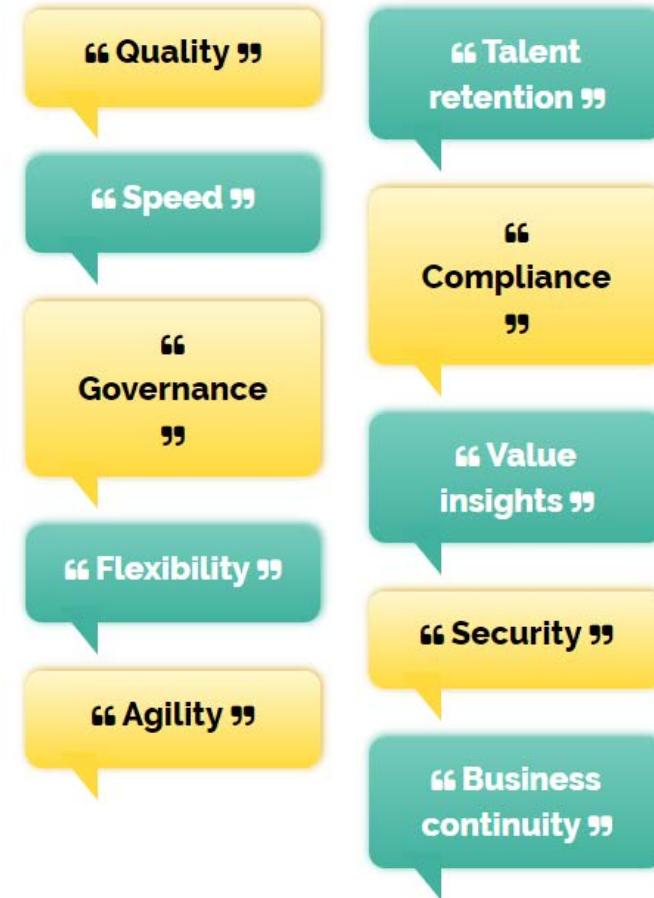 ❝ Quality ❞
❝ Speed ❞
❝
Governance
❞
❝ Flexibility ❞
❝ Agility ❞
❝ Talent
retention ❞
❝
Compliance
❞
❝ Value
insights ❞
❝ Security ❞
❝ Business
continuity ❞